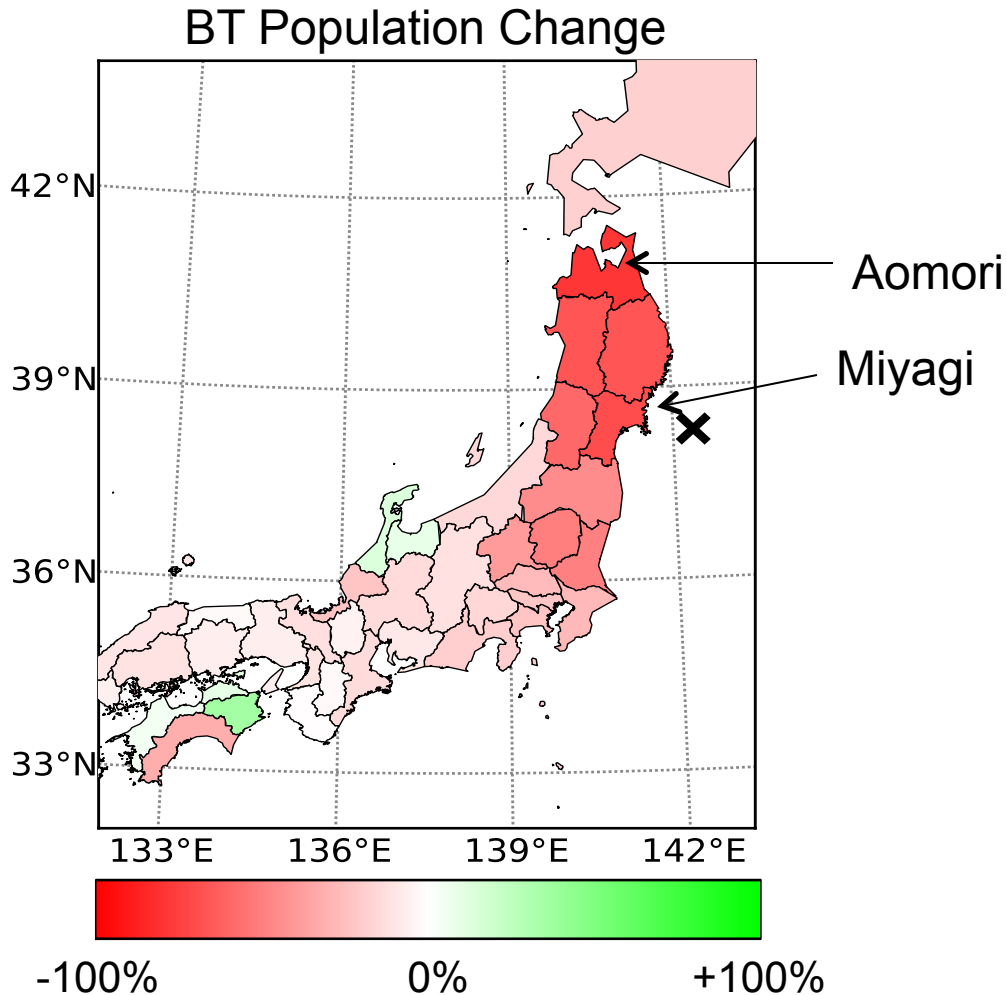 BT Population Change
42°N
Aomori
Miyagi
39°N
36°N
33°N
133°E 136°E 139°E 142°E
-100% 0% +100%